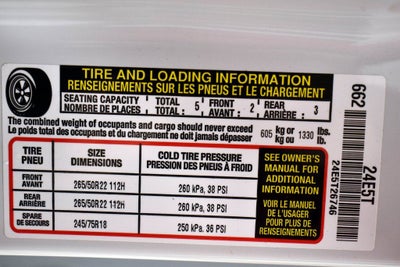 TIRE AND LOADING INFORMATION
RENSEIGNEMENTS SUR LES PNEUS ET LE CHARGEMENT
SEATING CAPACITY TOTAL : 5 FRONT : 2 REAR : 3
NOMBRE DE PLACES TOTAL : AVANT : ARRIÈRE :
The combined weight of occupants and cargo should never exceed 605 kg or 1330 lbs.
Le poids total des occupants et du chargement ne doit jamais dépasser kg ou lb.
TIRE SIZE COLD TIRE PRESSURE
PNEU DIMENSIONS PRESSION DES PNEUS À FROID
FRONT
AVANT 265/50R22 112H 260 kPa, 38 PSI
REAR
ARRIÈRE 265/50R22 112H 260 kPa, 38 PSI
SPARE
DE SECOURS 245/75R18 250 kPa, 36 PSI
SEE OWNER'S
MANUAL FOR
ADDITIONAL
INFORMATION
VOIR LE MANUEL
DE L'USAGER
POUR PLUS DE
RENSEIGNEMENTS
662
24E5T
24E5T26746